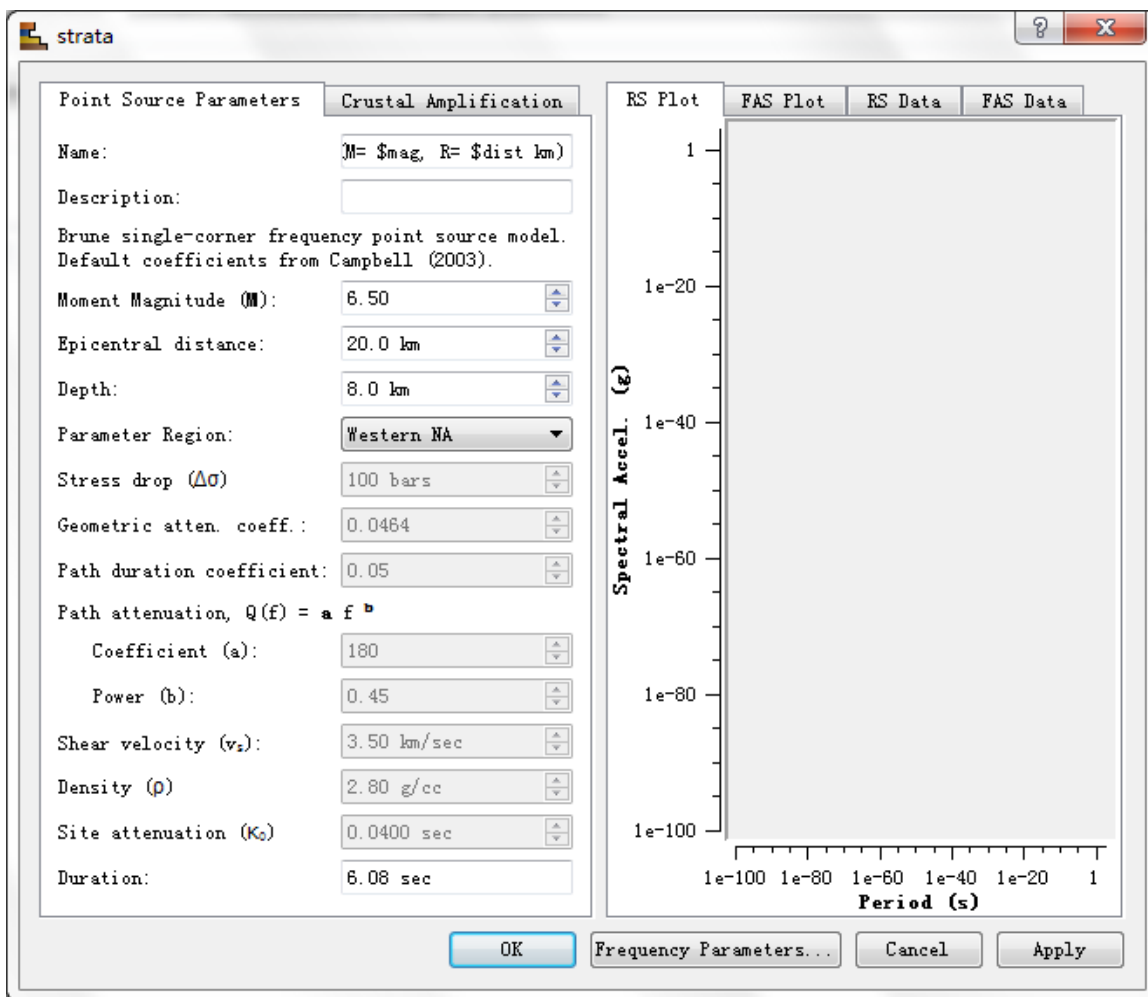 strata
Point Source Parameters
Crustal Amplification
Name:
(M= $mag, R= $dist km)
Description:
Brune single-corner frequency point source model.
Default coefficients from Campbell (2003).
Moment Magnitude (M):
6.50
Epicentral distance:
20.0 km
Depth:
8.0 km
Parameter Region:
Western NA
Stress drop (Δσ)
100 bars
Geometric atten. coeff.:
0.0464
Path duration coefficient:
0.05
Path attenuation, Q(f) = a f b
Coefficient (a):
180
Power (b):
0.45
Shear velocity (vₛ):
3.50 km/sec
Density (ρ)
2.80 g/cc
Site attenuation (κ₀)
0.0400 sec
Duration:
6.08 sec
RS Plot
FAS Plot
RS Data
FAS Data
Spectral Accel. (g)
1
1e-20
1e-40
1e-60
1e-80
1e-100
1e-100 1e-80 1e-60 1e-40 1e-20 1
Period (s)
OK
Frequency Parameters...
Cancel
Apply